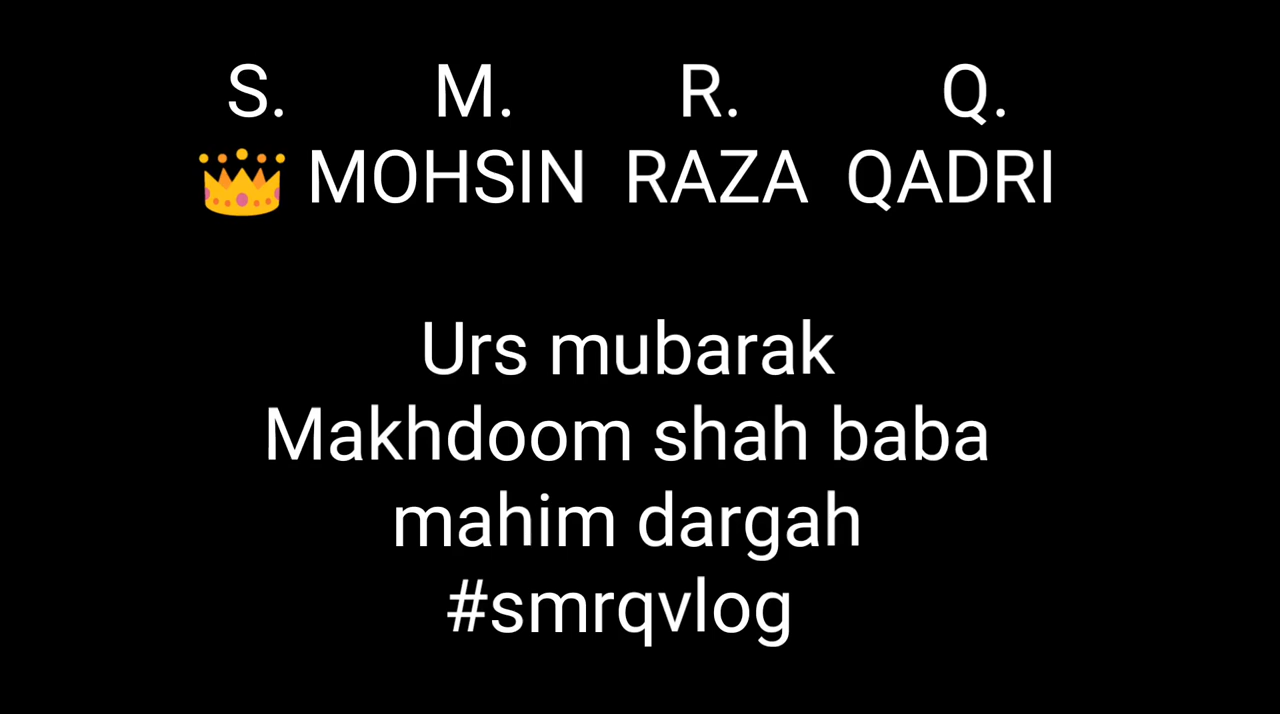 S. M. R. Q.
👑 MOHSIN RAZA QADRI
Urs mubarak
Makhdoom shah baba
mahim dargah
#smrqvlog